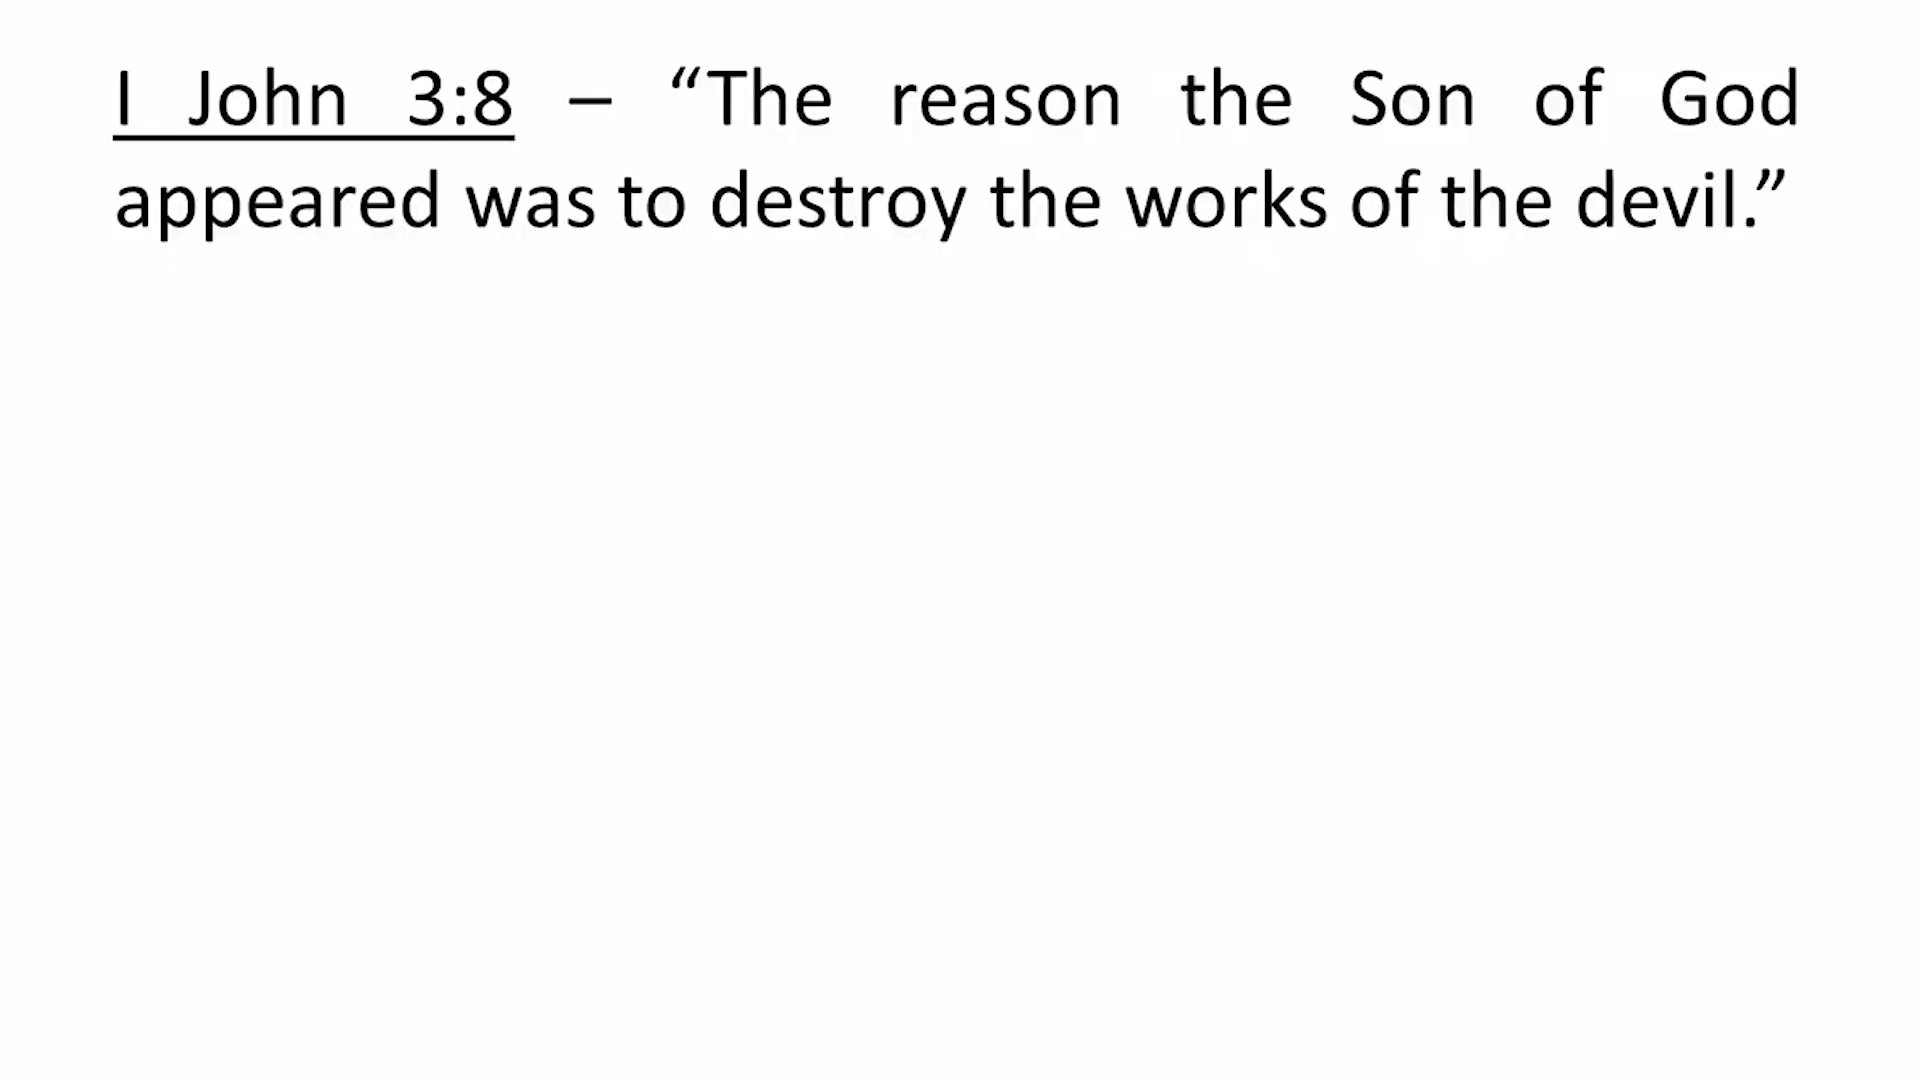 I John 3:8 – “The reason the Son of God
appeared was to destroy the works of the devil.”